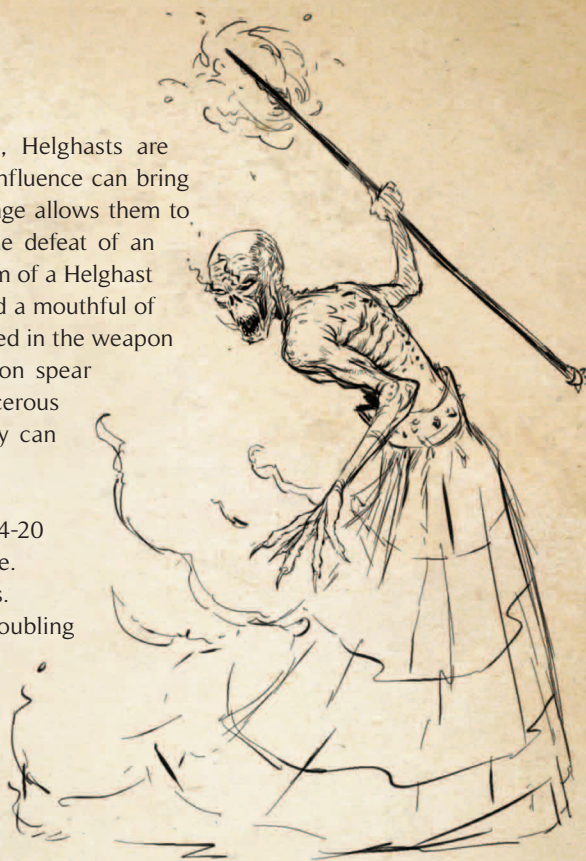 , Helghasts are
nfluence can bring
nge allows them to
e defeat of an
m of a Helghast
d a mouthful of
ed in the weapon
on spear
cerous
y can
4-20
e.
s.
oubling